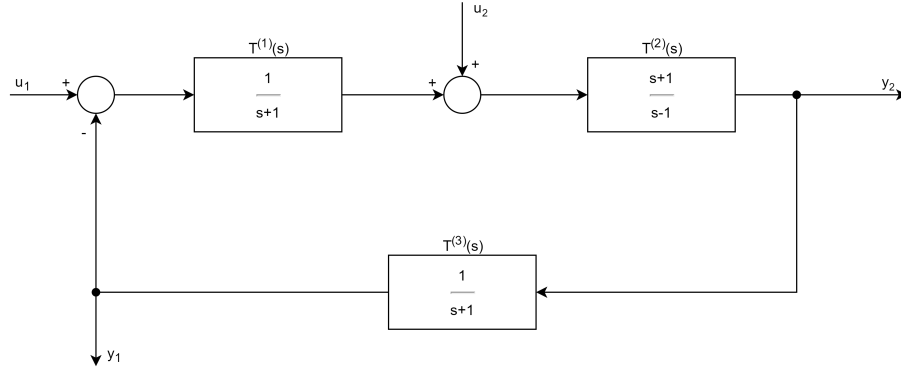 u₂
T⁽¹⁾(s)
T⁽²⁾(s)
u₁ +
1
s+1
+ +
s+1
s-1
y₂
-
T⁽³⁾(s)
1
s+1
y₁